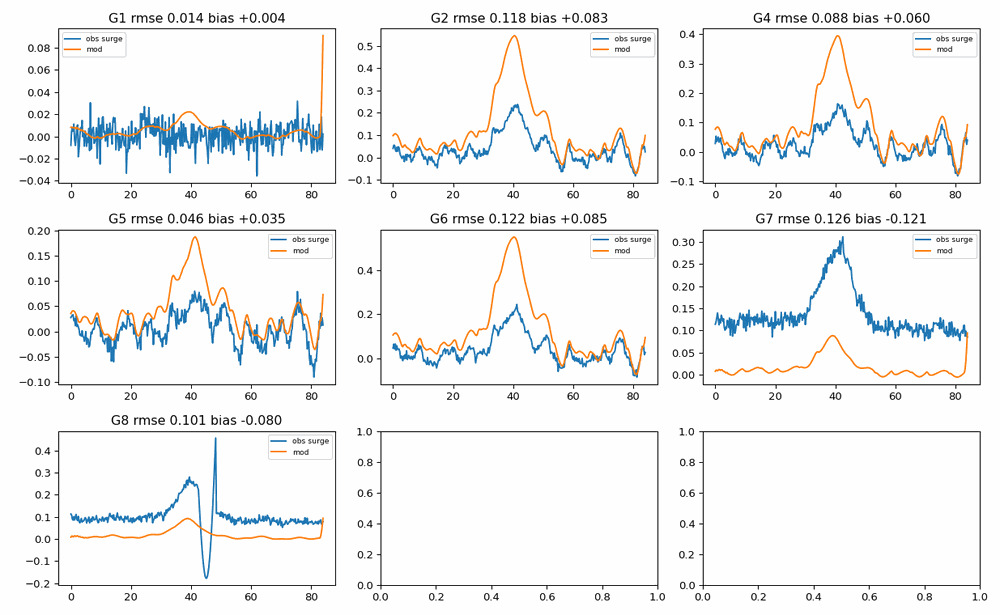 G1 rmse 0.014 bias +0.004
G2 rmse 0.118 bias +0.083
G4 rmse 0.088 bias +0.060
obs surge
mod
obs surge
mod
obs surge
mod
0.08
0.06
0.04
0.02
0.00
−0.02
−0.04
0 20 40 60 80
0.5
0.4
0.3
0.2
0.1
0.0
−0.1
0 20 40 60 80
0.4
0.3
0.2
0.1
0.0
−0.1
0 20 40 60 80
G5 rmse 0.046 bias +0.035
G6 rmse 0.122 bias +0.085
G7 rmse 0.126 bias -0.121
obs surge
mod
obs surge
mod
obs surge
mod
0.20
0.15
0.10
0.05
0.00
−0.05
−0.10
0 20 40 60 80
0.4
0.2
0.0
0 20 40 60 80
0.30
0.25
0.20
0.15
0.10
0.05
0.00
0 20 40 60 80
G8 rmse 0.101 bias -0.080
obs surge
mod
0.4
0.3
0.2
0.1
0.0
−0.1
−0.2
0 20 40 60 80
1.0
0.8
0.6
0.4
0.2
0.0
0.0 0.2 0.4 0.6 0.8 1.0
1.0
0.8
0.6
0.4
0.2
0.0
0.0 0.2 0.4 0.6 0.8 1.0